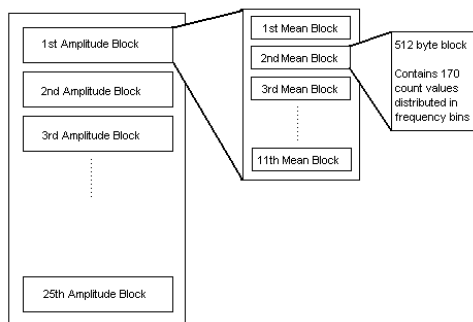 1st Amplitude Block
2nd Amplitude Block
3rd Amplitude Block
25th Amplitude Block
1st Mean Block
2nd Mean Block
3rd Mean Block
11th Mean Block
512 byte block
Contains 170
count values
distributed in
frequency bins